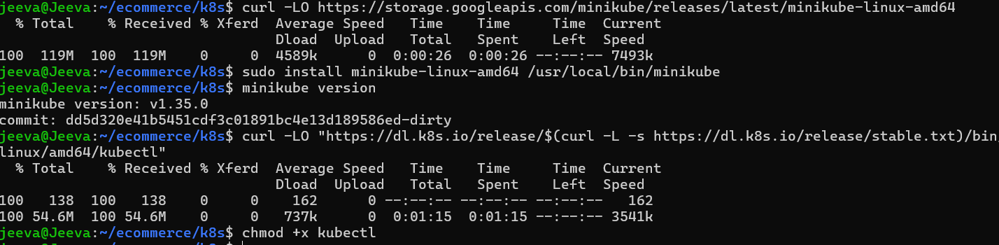 jeeva@Jeeva:~/ecommerce/k8s$ curl -LO https://storage.googleapis.com/minikube/releases/latest/minikube-linux-amd64
  % Total    % Received % Xferd  Average Speed   Time    Time     Time  Current
                                 Dload  Upload   Total   Spent    Left  Speed
100  119M  100  119M    0     0  4589k      0  0:00:26  0:00:26 --:--:-- 7493k
jeeva@Jeeva:~/ecommerce/k8s$ sudo install minikube-linux-amd64 /usr/local/bin/minikube
jeeva@Jeeva:~/ecommerce/k8s$ minikube version
minikube version: v1.35.0
commit: dd5d320e41b5451cdf3c01891bc4e13d189586ed-dirty
jeeva@Jeeva:~/ecommerce/k8s$ curl -LO "https://dl.k8s.io/release/$(curl -L -s https://dl.k8s.io/release/stable.txt)/bin/
linux/amd64/kubectl"
  % Total    % Received % Xferd  Average Speed   Time    Time     Time  Current
                                 Dload  Upload   Total   Spent    Left  Speed
100   138  100   138    0     0    162      0 --:--:-- --:--:-- --:--:--   162
100 54.6M  100 54.6M    0     0   737k      0  0:01:15  0:01:15 --:--:-- 3541k
jeeva@Jeeva:~/ecommerce/k8s$ chmod +x kubectl